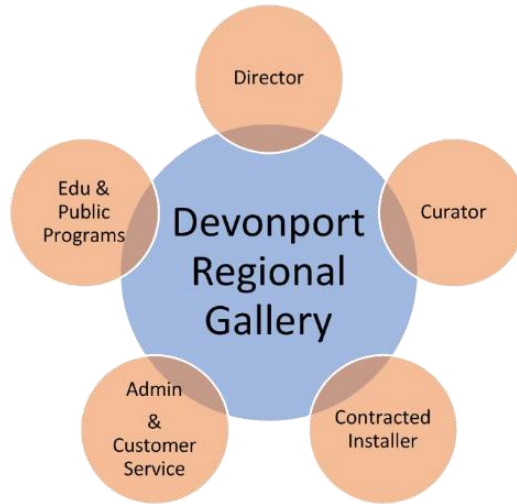 Director
Devonport
Regional
Gallery
Curator
Contracted
Installer
Admin
&
Customer
Service
Edu &
Public
Programs